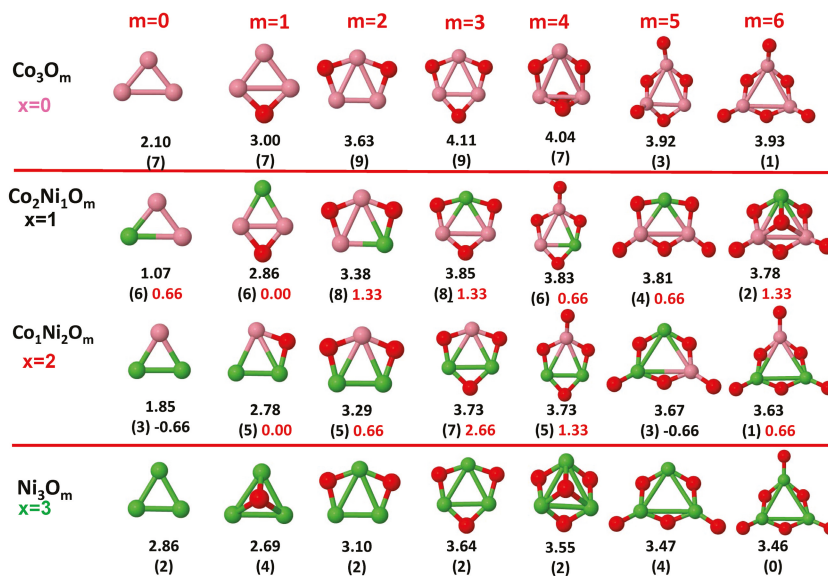 m=0 m=1 m=2 m=3 m=4 m=5 m=6
Co3Om
x=0
2.10 3.00 3.63 4.11 4.04 3.92 3.93
(7) (7) (9) (9) (7) (3) (1)
Co2Ni1Om
x=1
1.07 2.86 3.38 3.85 3.83 3.81 3.78
(6) 0.66 (6) 0.00 (8) 1.33 (8) 1.33 (6) 0.66 (4) 0.66 (2) 1.33
Co1Ni2Om
x=2
1.85 2.78 3.29 3.73 3.73 3.67 3.63
(3) -0.66 (5) 0.00 (5) 0.66 (7) 2.66 (5) 1.33 (3) -0.66 (1) 0.66
Ni3Om
x=3
2.86 2.69 3.10 3.64 3.55 3.47 3.46
(2) (4) (2) (2) (2) (4) (0)